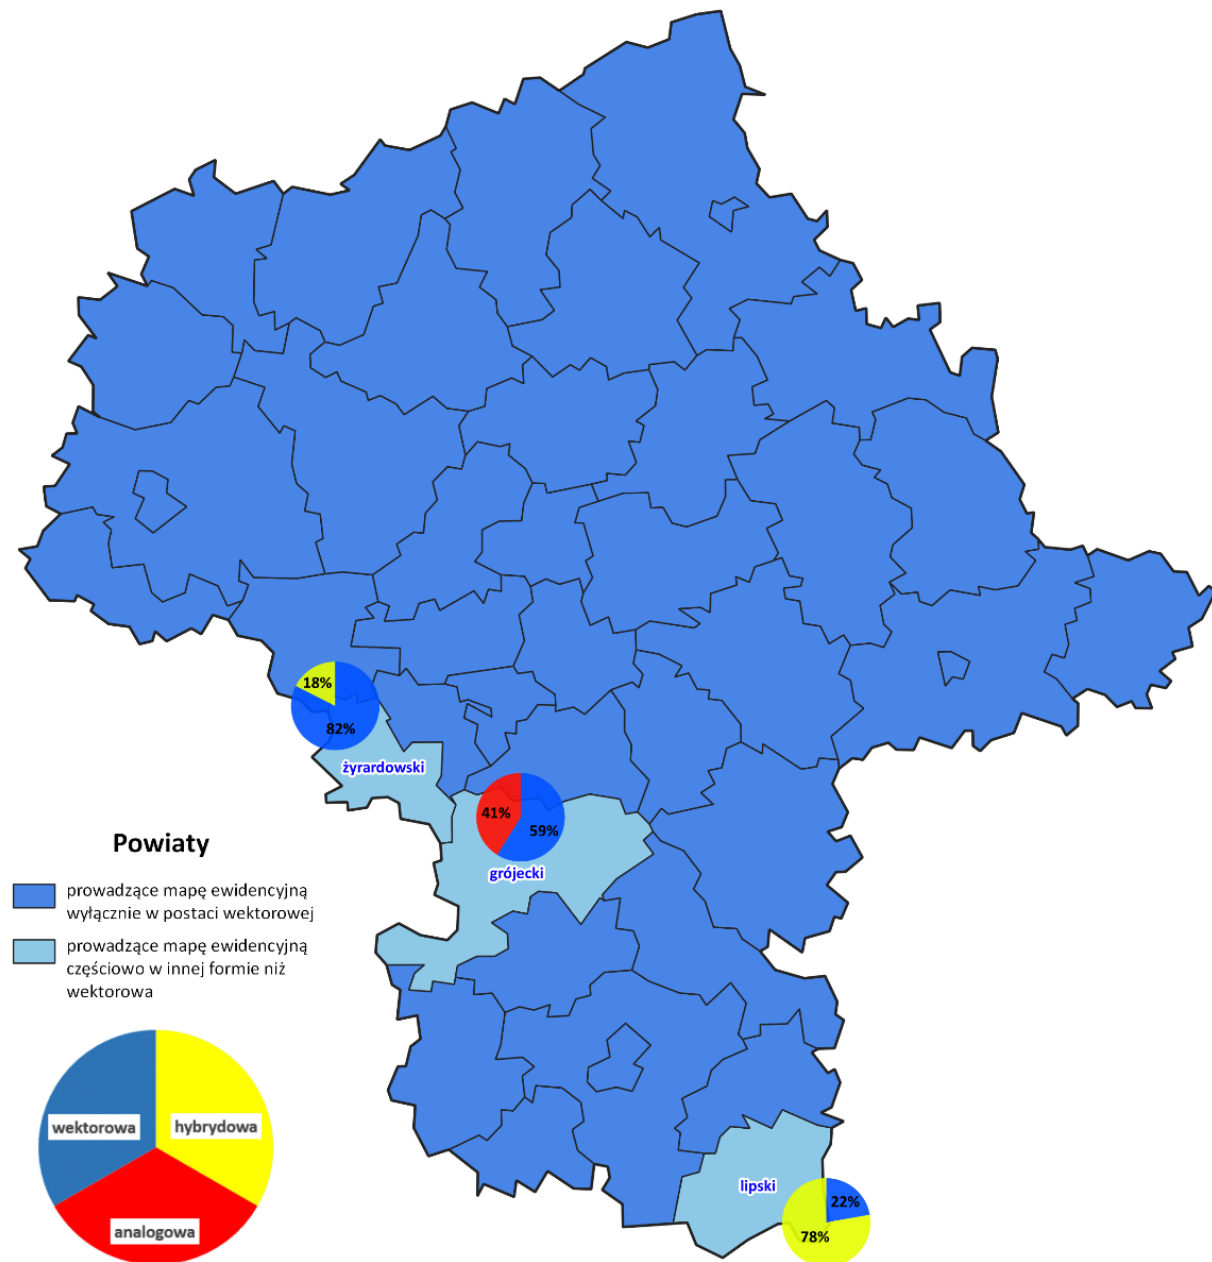 18%
82%
żyrardowski
41%
59%
grójecki
Powiaty
prowadzące mapę ewidencyjną
wyłącznie w postaci wektorowej
prowadzące mapę ewidencyjną
częściowo w innej formie niż
wektorowa
wektorowa
hybrydowa
analogowa
lipski
22%
78%